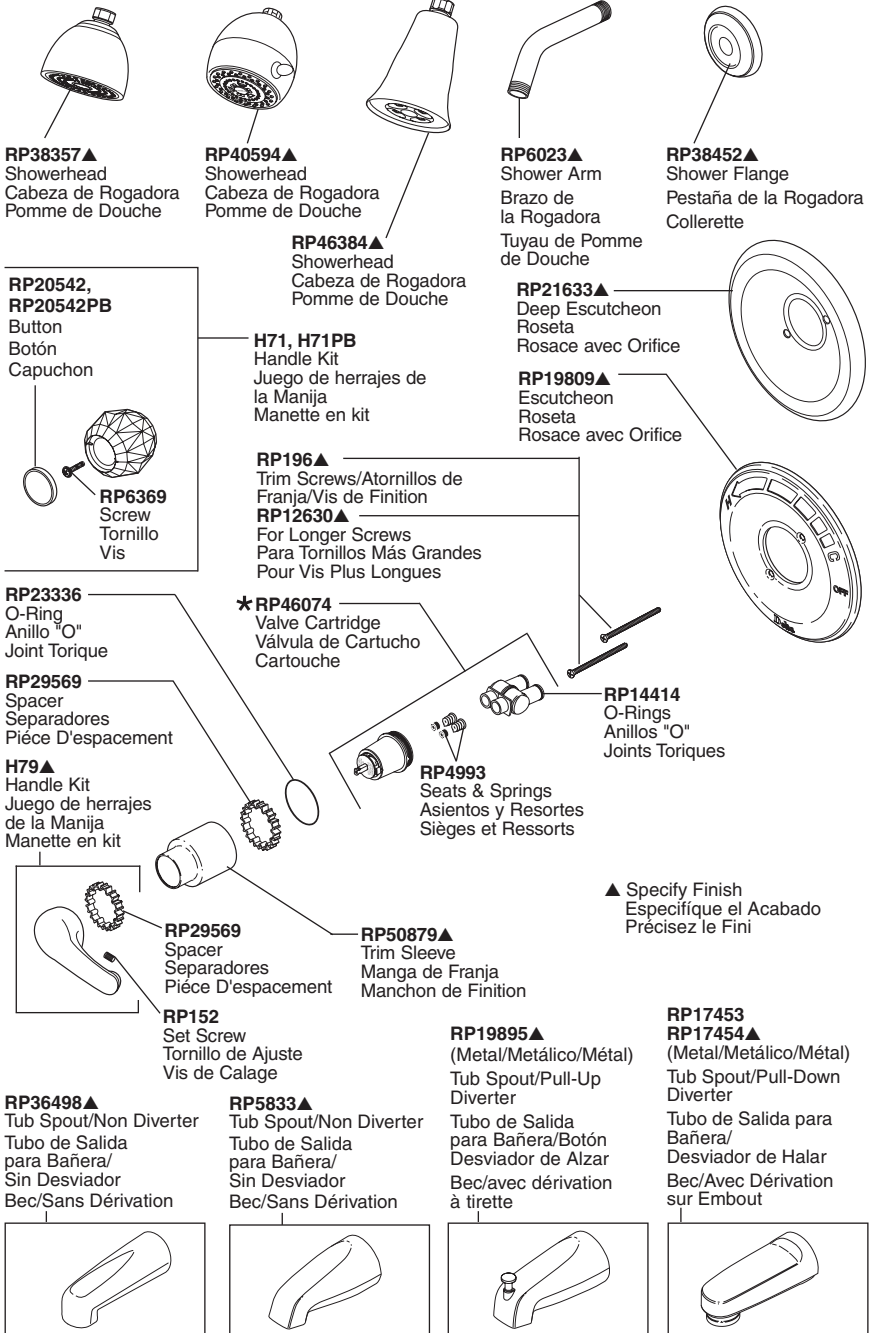 RP38357▲
Showerhead
Cabeza de Rogadora
Pomme de Douche
RP40594▲
Showerhead
Cabeza de Rogadora
Pomme de Douche
RP46384▲
Showerhead
Cabeza de Rogadora
Pomme de Douche
RP6023▲
Shower Arm
Brazo de
la Rogadora
Tuyau de Pomme
de Douche
RP38452▲
Shower Flange
Pestaña de la Rogadora
Collerette
RP20542,
RP20542PB
Button
Botón
Capuchon
RP6369
Screw
Tornillo
Vis
H71, H71PB
Handle Kit
Juego de herrajes de
la Manija
Manette en kit
RP21633▲
Deep Escutcheon
Roseta
Rosace avec Orifice
RP19809▲
Escutcheon
Roseta
Rosace avec Orifice
H
C
OFF
Delta
RP196▲
Trim Screws/Atornillos de
Franja/Vis de Finition
RP12630▲
For Longer Screws
Para Tornillos Más Grandes
Pour Vis Plus Longues
RP23336
O-Ring
Anillo "O"
Joint Torique
★RP46074
Valve Cartridge
Válvula de Cartucho
Cartouche
RP14414
O-Rings
Anillos "O"
Joints Toriques
RP4993
Seats & Springs
Asientos y Resortes
Sièges et Ressorts
RP29569
Spacer
Separadores
Piéce D'espacement
H79▲
Handle Kit
Juego de herrajes
de la Manija
Manette en kit
RP29569
Spacer
Separadores
Piéce D'espacement
RP152
Set Screw
Tornillo de Ajuste
Vis de Calage
RP50879▲
Trim Sleeve
Manga de Franja
Manchon de Finition
▲ Specify Finish
Especifíque el Acabado
Précisez le Fini
RP36498▲
Tub Spout/Non Diverter
Tubo de Salida
para Bañera/
Sin Desviador
Bec/Sans Dérivation
RP5833▲
Tub Spout/Non Diverter
Tubo de Salida
para Bañera/
Sin Desviador
Bec/Sans Dérivation
RP19895▲
(Metal/Metálico/Métal)
Tub Spout/Pull-Up
Diverter
Tubo de Salida
para Bañera/Botón
Desviador de Alzar
Bec/avec dérivation
à tirette
RP17453
RP17454▲
(Metal/Metálico/Métal)
Tub Spout/Pull-Down
Diverter
Tubo de Salida para
Bañera/
Desviador de Halar
Bec/Avec Dérivation
sur Embout